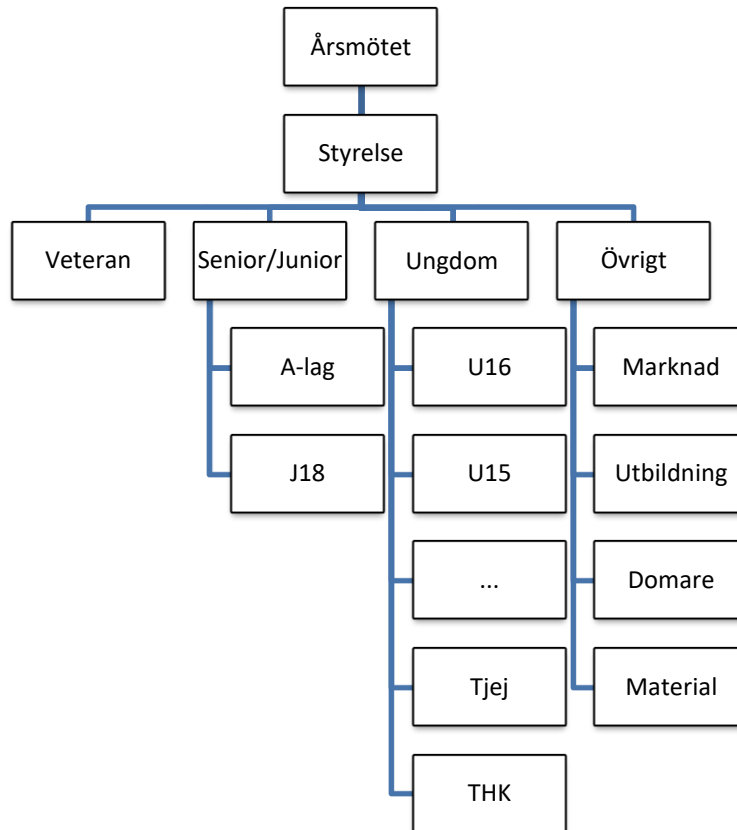 Årsmötet
Styrelse
Veteran
Senior/Junior
Ungdom
Övrigt
A-lag
U16
Marknad
J18
U15
Utbildning
...
Domare
Tjej
Material
THK